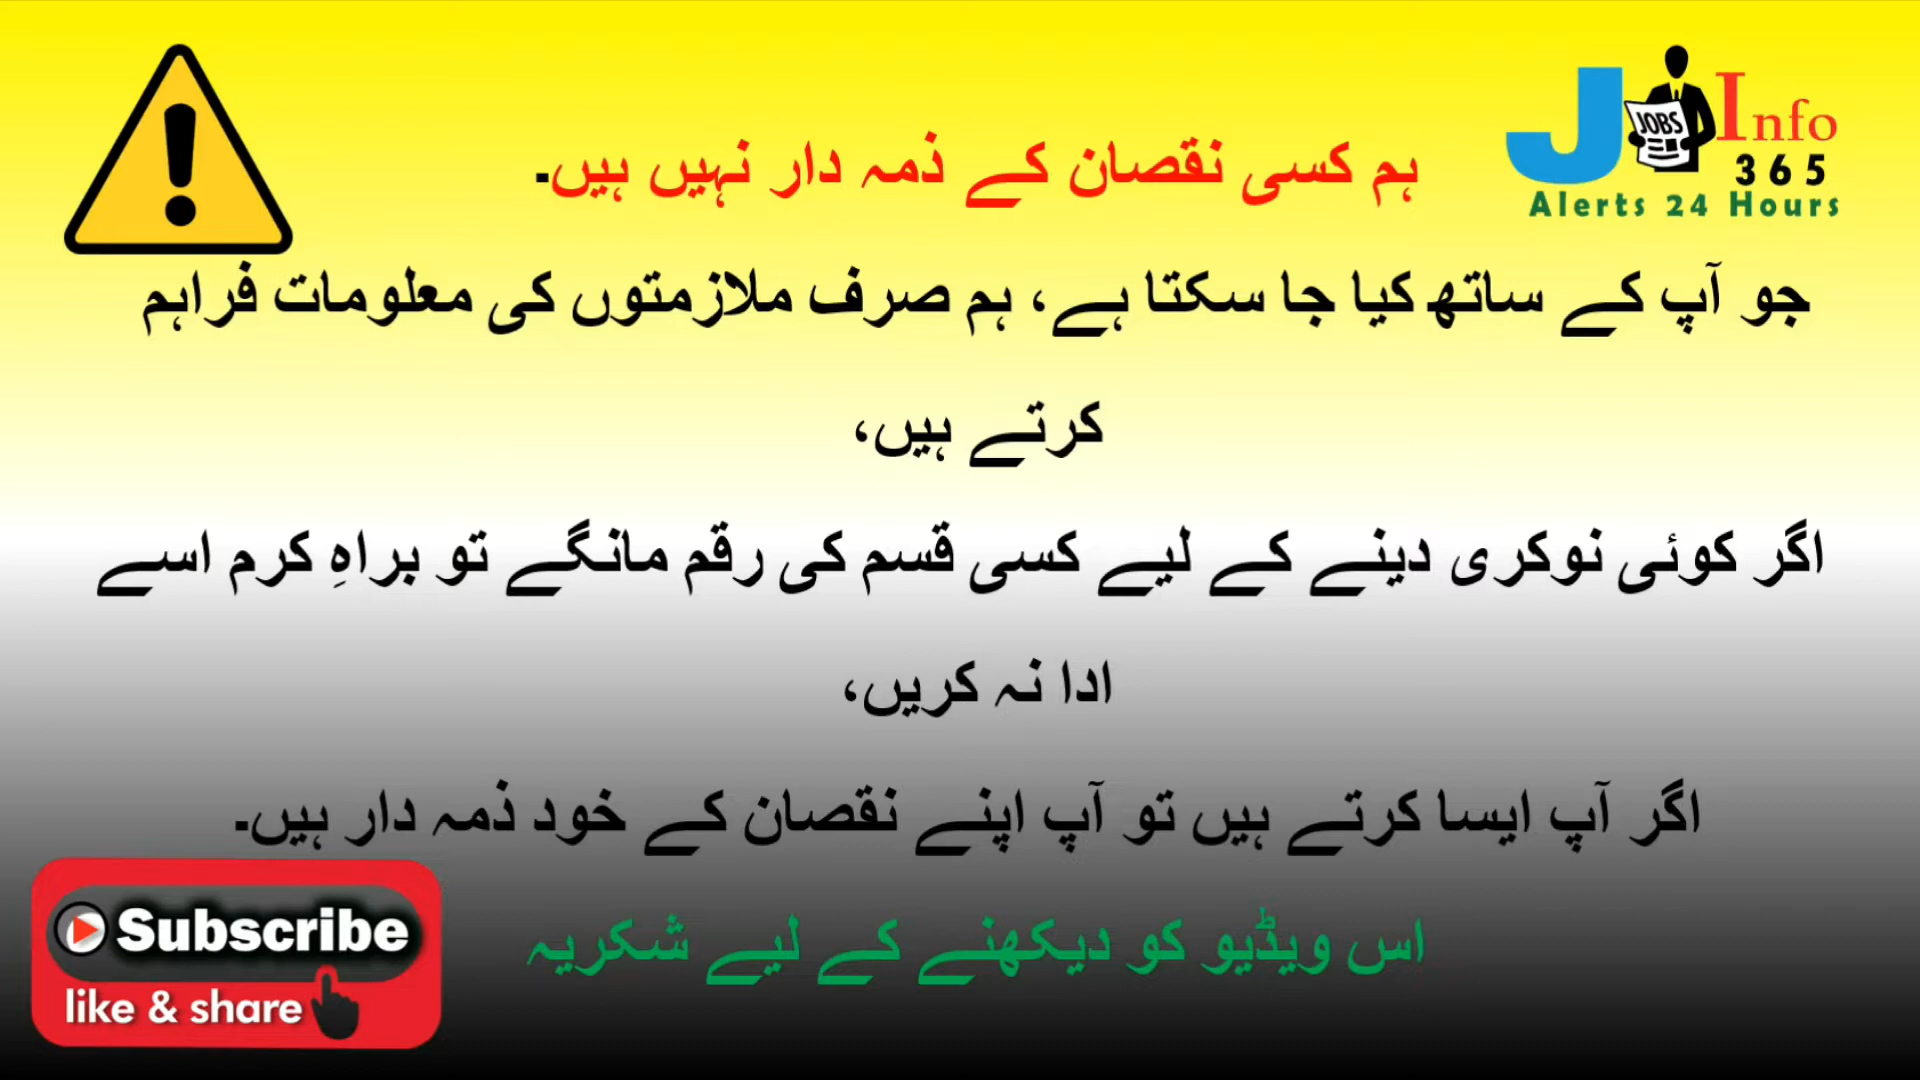 JInfo
JOBS
365
Alerts 24 Hours
ہم کسی نقصان کے ذمہ دار نہیں ہیں۔
جو آپ کے ساتھ کیا جا سکتا ہے، ہم صرف ملازمتوں کی معلومات فراہم
کرتے ہیں،
اگر کوئی نوکری دینے کے لیے کسی قسم کی رقم مانگے تو براہِ کرم اسے
ادا نہ کریں،
اگر آپ ایسا کرتے ہیں تو آپ اپنے نقصان کے خود ذمہ دار ہیں۔
اس ویڈیو کو دیکھنے کے لیے شکریہ
Subscribe
like & share